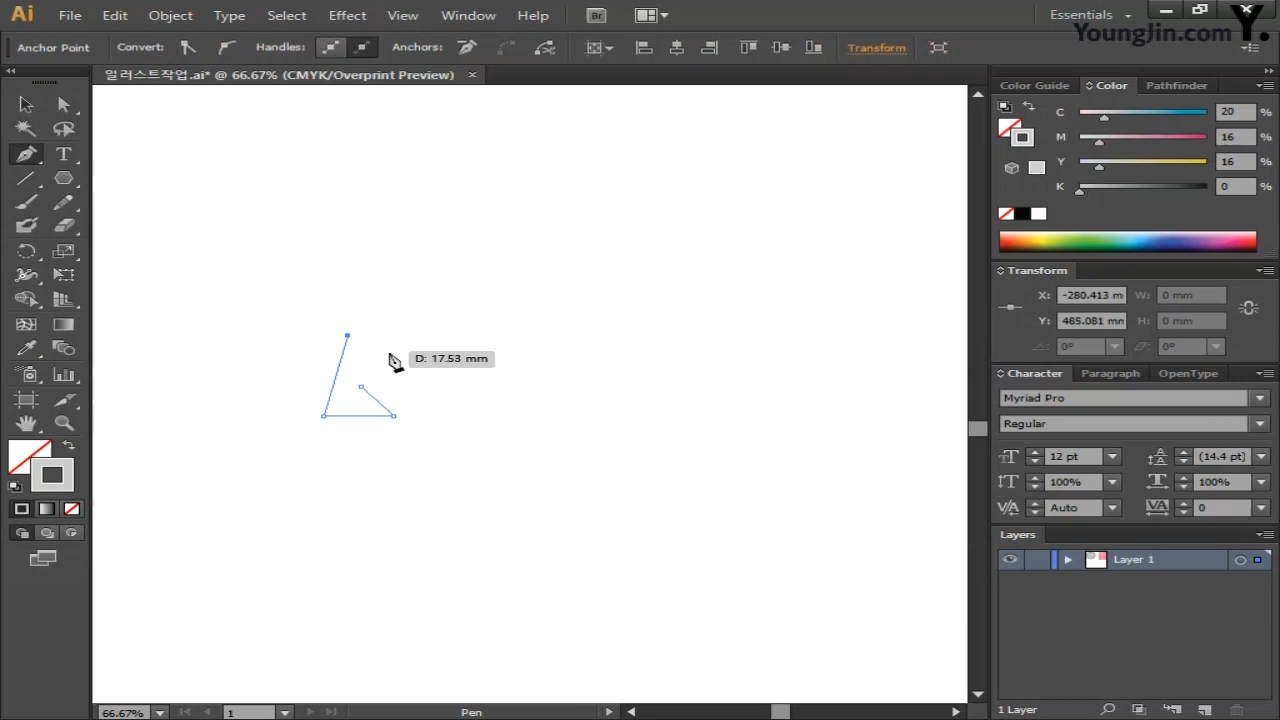 Ai File Edit Object Type Select Effect View Window Help Br Essentials
YoungJin.com Y.
Anchor Point Convert: Handles: Anchors: Transform
일러스트작업.ai* @ 66.67% (CMYK/Overprint Preview) ×
Color Guide Color Pathfinder
C 20 %
M 16 %
Y 16 %
K 0 %
Transform
X: -280.413 m W: 0 mm
Y: 485.081 mm H: 0 mm
0° 0°
D: 17.53 mm
Character Paragraph OpenType
Myriad Pro
Regular
12 pt (14.4 pt)
100% 100%
Auto 0
Layers
Layer 1
1 Layer
66.67% 1 Pen